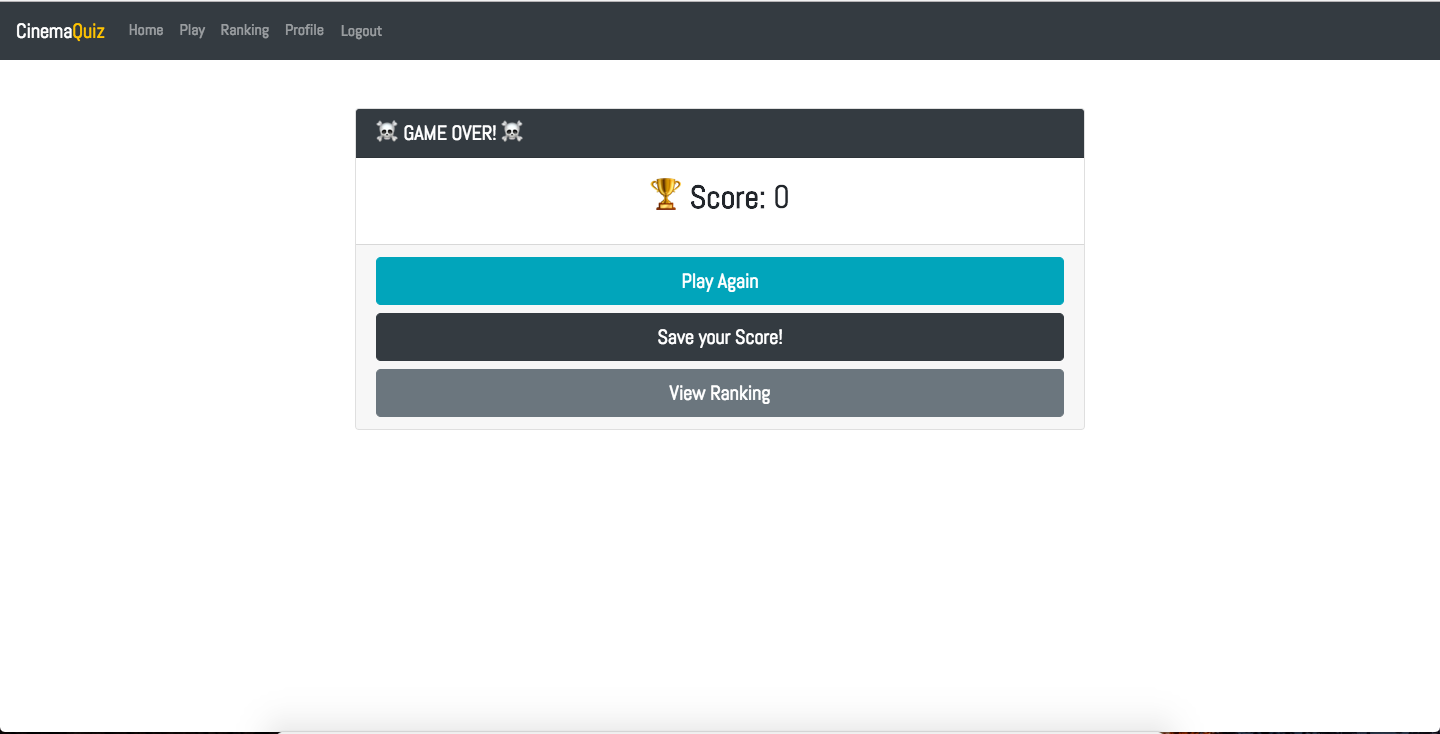 CinemaQuiz Home Play Ranking Profile Logout
☠️ GAME OVER! ☠️
🏆 Score: 0
Play Again
Save your Score!
View Ranking